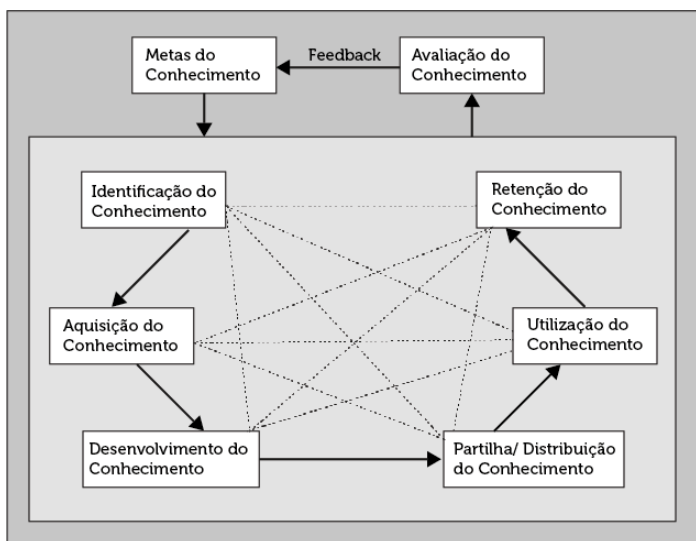 Metas do
Conhecimento
Feedback
Avaliação do
Conhecimento
Identificação do
Conhecimento
Retenção do
Conhecimento
Aquisição do
Conhecimento
Utilização do
Conhecimento
Desenvolvimento do
Conhecimento
Partilha/ Distribuição
do Conhecimento